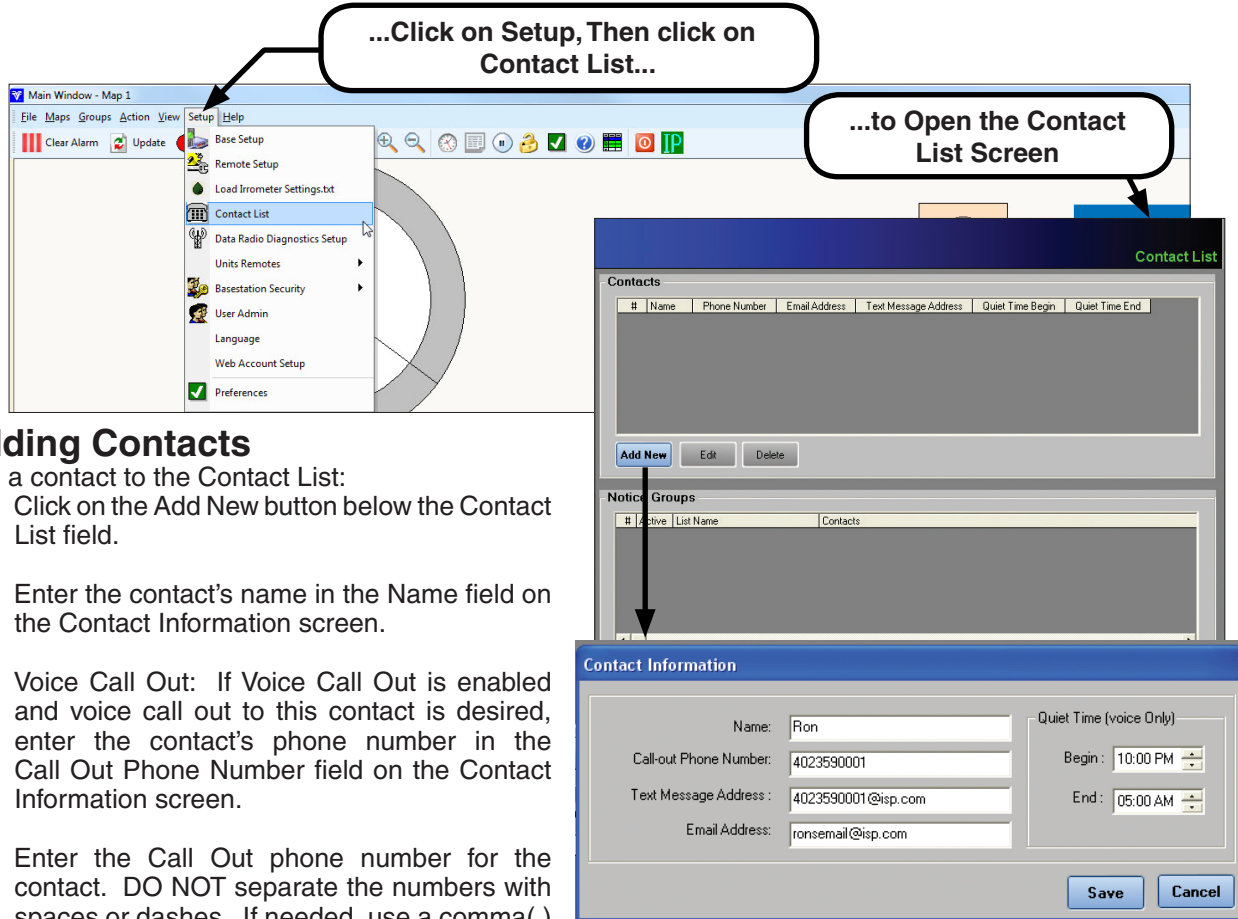 ...Click on Setup, Then click on
Contact List...
Main Window - Map 1
File Maps Groups Action View Setup Help
Clear Alarm Update
IP
Base Setup
Remote Setup
Load Irrometer Settings.txt
Contact List
Data Radio Diagnostics Setup
Units Remotes
Basestation Security
User Admin
Language
Web Account Setup
Preferences
...to Open the Contact
List Screen
Contact List
Contacts
# Name Phone Number Email Address Text Message Address Quiet Time Begin Quiet Time End
Add New Edit Delete
Notice Groups
# Active List Name Contacts
lding Contacts
a contact to the Contact List:
Click on the Add New button below the Contact
List field.
Enter the contact's name in the Name field on
the Contact Information screen.
Voice Call Out: If Voice Call Out is enabled
and voice call out to this contact is desired,
enter the contact's phone number in the
Call Out Phone Number field on the Contact
Information screen.
Enter the Call Out phone number for the
contact. DO NOT separate the numbers with
spaces or dashes. If needed, use a comma(,)
Contact Information
Name: Ron
Call-out Phone Number: 4023590001
Text Message Address : 4023590001@isp.com
Email Address: ronsemail@isp.com
Quiet Time (voice Only)
Begin : 10:00 PM
End : 05:00 AM
Save Cancel